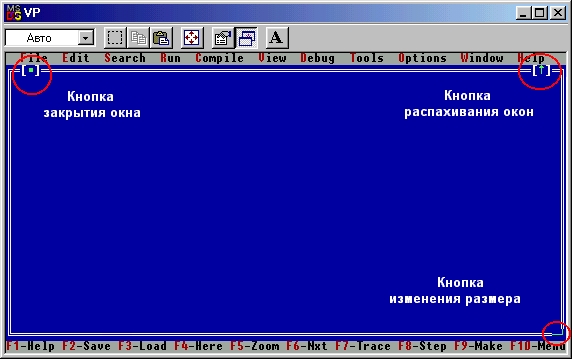 MS DOS VP
Авто
A
File Edit Search Run Compile View Debug Tools Options Window Help
[▪] [↑]
Кнопка
закрытия окна
Кнопка
распахивания окон
Кнопка
изменения размера
F1-Help F2-Save F3-Load F4-Here F5-Zoom F6-Nxt F7-Trace F8-Step F9-Make F10-Menu